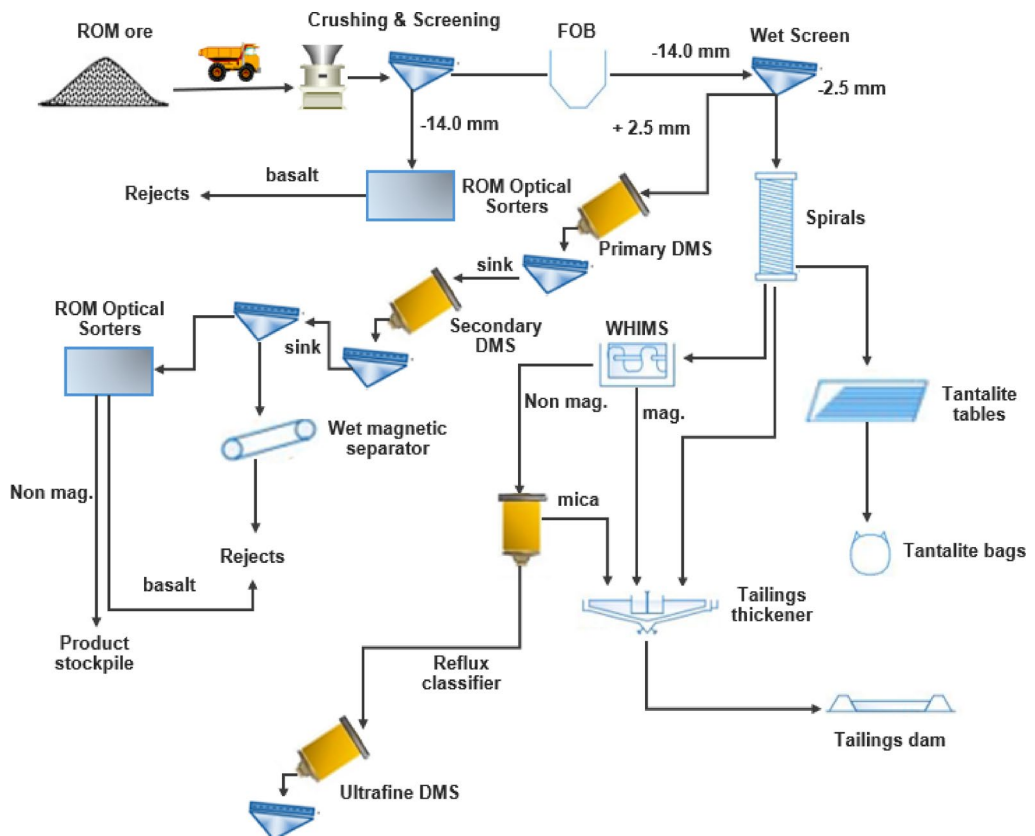 ROM ore
Crushing & Screening
FOB
-14.0 mm
Wet Screen
-2.5 mm
-14.0 mm
+ 2.5 mm
basalt
Rejects
ROM Optical
Sorters
Spirals
Primary DMS
sink
ROM Optical
Sorters
Secondary
DMS
WHIMS
sink
Non mag.
mag.
Tantalite
tables
Wet magnetic
separator
Non mag.
mica
Rejects
Tantalite bags
basalt
Tailings
thickener
Product
stockpile
Reflux
classifier
Tailings dam
Ultrafine DMS